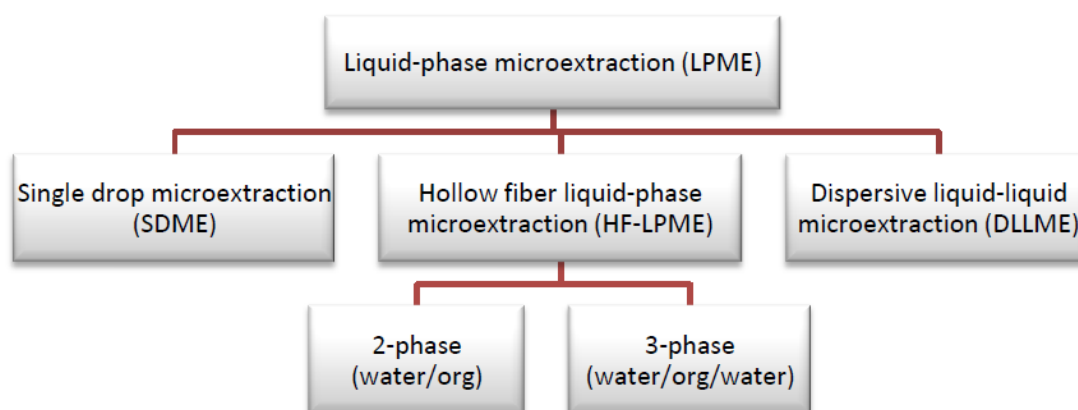 Liquid-phase microextraction (LPME)
Single drop microextraction
(SDME)
Hollow fiber liquid-phase
microextraction (HF-LPME)
Dispersive liquid-liquid
microextraction (DLLME)
2-phase
(water/org)
3-phase
(water/org/water)